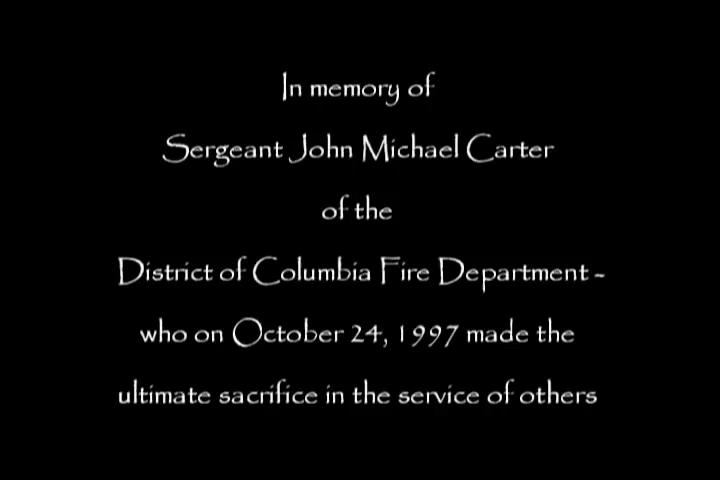 In memory of
Sergeant John Michael Carter
of the
District of Columbia Fire Department -
who on October 24, 1997 made the
ultimate sacrifice in the service of others